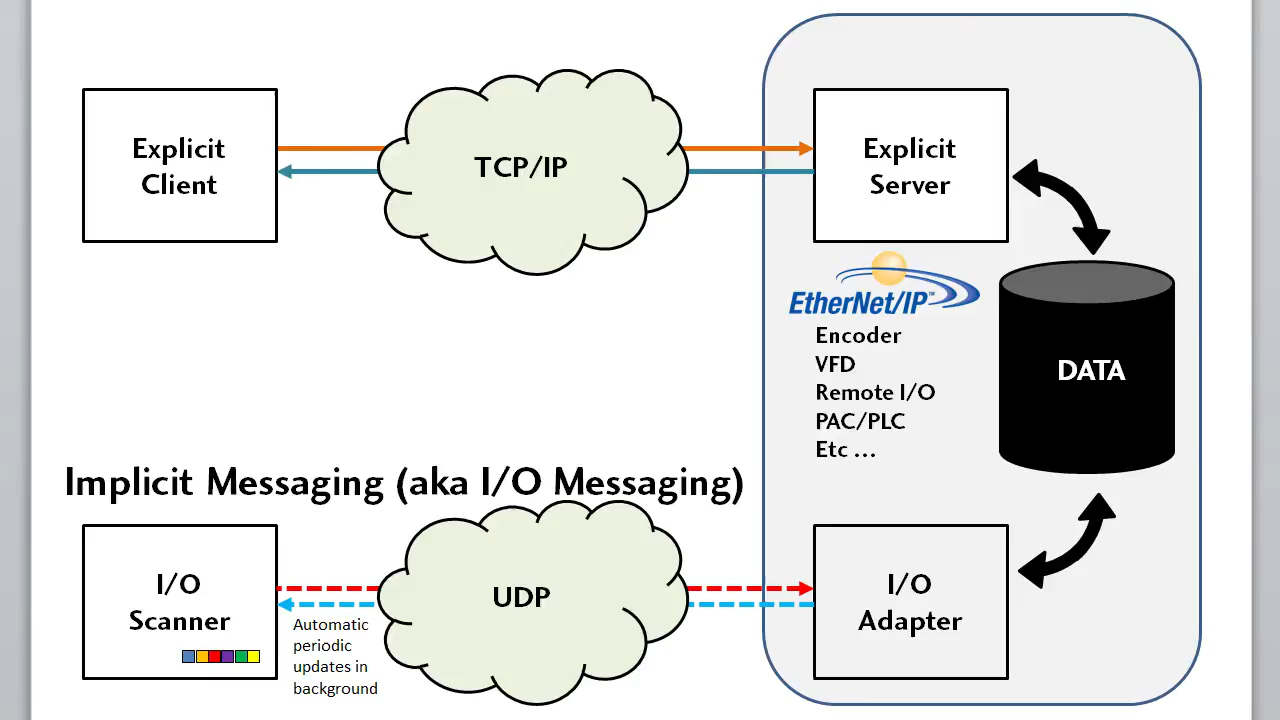 Explicit
Client
TCP/IP
Explicit
Server
EtherNet/IP™
Encoder
VFD
Remote I/O
PAC/PLC
Etc ...
DATA
Implicit Messaging (aka I/O Messaging)
I/O
Scanner
Automatic
periodic
updates in
background
UDP
I/O
Adapter